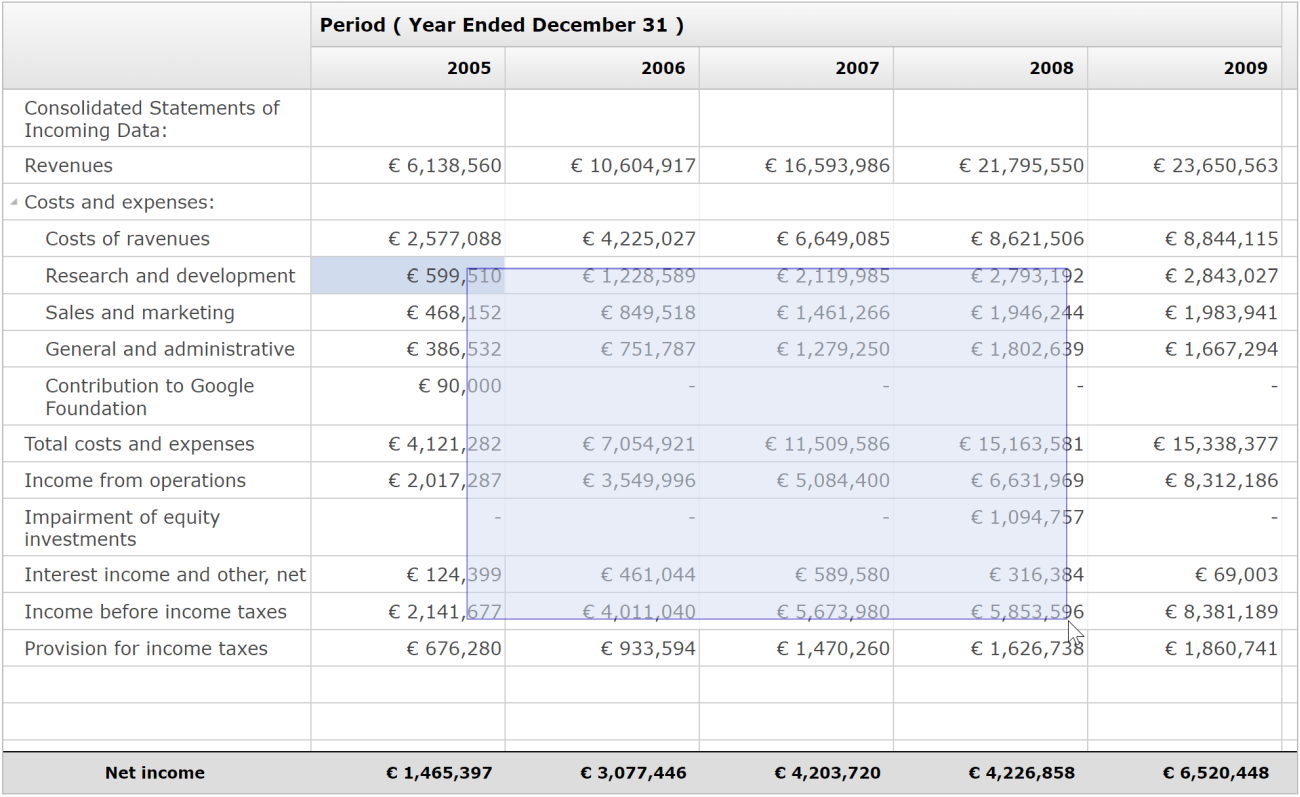 Period ( Year Ended December 31 )
2005 2006 2007 2008 2009
Consolidated Statements of
Incoming Data:
Revenues € 6,138,560 € 10,604,917 € 16,593,986 € 21,795,550 € 23,650,563
Costs and expenses:
Costs of ravenues € 2,577,088 € 4,225,027 € 6,649,085 € 8,621,506 € 8,844,115
Research and development € 599,510 € 1,228,589 € 2,119,985 € 2,793,192 € 2,843,027
Sales and marketing € 468,152 € 849,518 € 1,461,266 € 1,946,244 € 1,983,941
General and administrative € 386,532 € 751,787 € 1,279,250 € 1,802,639 € 1,667,294
Contribution to Google € 90,000 - - - -
Foundation
Total costs and expenses € 4,121,282 € 7,054,921 € 11,509,586 € 15,163,581 € 15,338,377
Income from operations € 2,017,287 € 3,549,996 € 5,084,400 € 6,631,969 € 8,312,186
Impairment of equity - - - € 1,094,757 -
investments
Interest income and other, net € 124,399 € 461,044 € 589,580 € 316,384 € 69,003
Income before income taxes € 2,141,677 € 4,011,040 € 5,673,980 € 5,853,596 € 8,381,189
Provision for income taxes € 676,280 € 933,594 € 1,470,260 € 1,626,738 € 1,860,741
Net income € 1,465,397 € 3,077,446 € 4,203,720 € 4,226,858 € 6,520,448